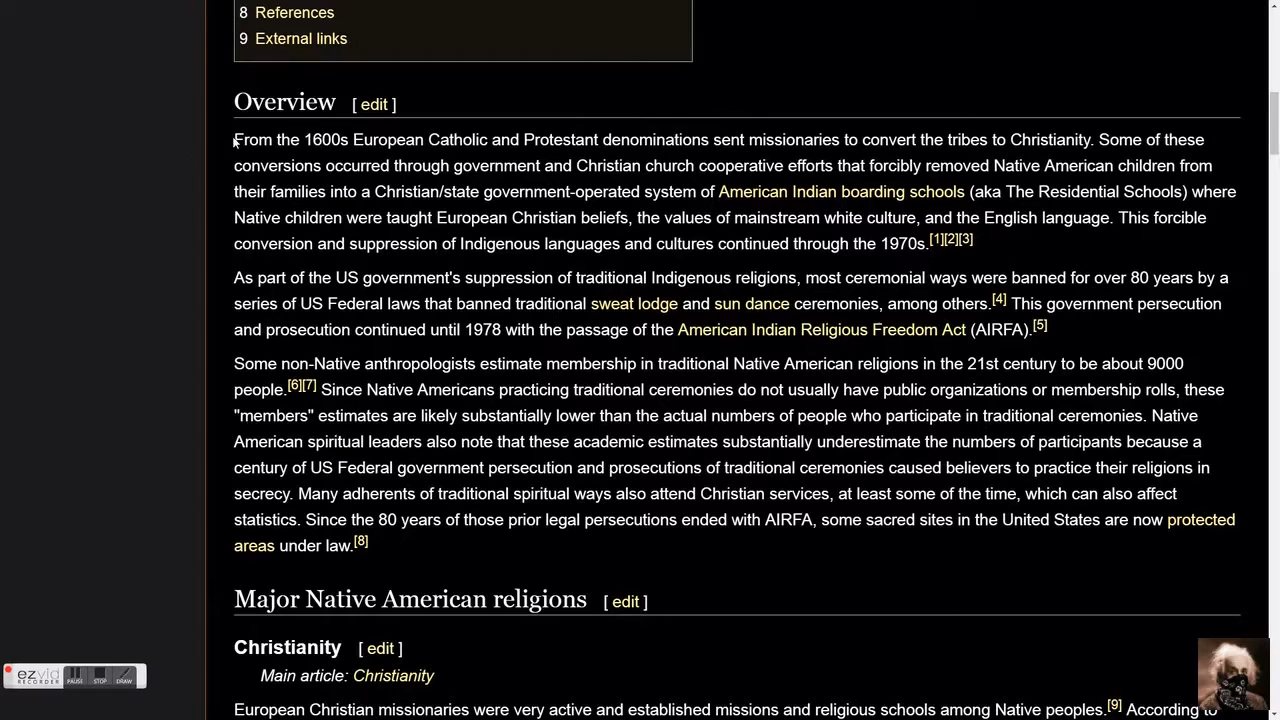 8 References
9 External links
Overview [ edit ]
From the 1600s European Catholic and Protestant denominations sent missionaries to convert the tribes to Christianity. Some of these
conversions occurred through government and Christian church cooperative efforts that forcibly removed Native American children from
their families into a Christian/state government-operated system of American Indian boarding schools (aka The Residential Schools) where
Native children were taught European Christian beliefs, the values of mainstream white culture, and the English language. This forcible
conversion and suppression of Indigenous languages and cultures continued through the 1970s.[1][2][3]
As part of the US government's suppression of traditional Indigenous religions, most ceremonial ways were banned for over 80 years by a
series of US Federal laws that banned traditional sweat lodge and sun dance ceremonies, among others.[4] This government persecution
and prosecution continued until 1978 with the passage of the American Indian Religious Freedom Act (AIRFA).[5]
Some non-Native anthropologists estimate membership in traditional Native American religions in the 21st century to be about 9000
people.[6][7] Since Native Americans practicing traditional ceremonies do not usually have public organizations or membership rolls, these
"members" estimates are likely substantially lower than the actual numbers of people who participate in traditional ceremonies. Native
American spiritual leaders also note that these academic estimates substantially underestimate the numbers of participants because a
century of US Federal government persecution and prosecutions of traditional ceremonies caused believers to practice their religions in
secrecy. Many adherents of traditional spiritual ways also attend Christian services, at least some of the time, which can also affect
statistics. Since the 80 years of those prior legal persecutions ended with AIRFA, some sacred sites in the United States are now protected
areas under law.[8]
Major Native American religions [ edit ]
Christianity [ edit ]
Main article: Christianity
European Christian missionaries were very active and established missions and religious schools among Native peoples.[9] According to
ezvid
RECORDER
PAUSE STOP DRAW